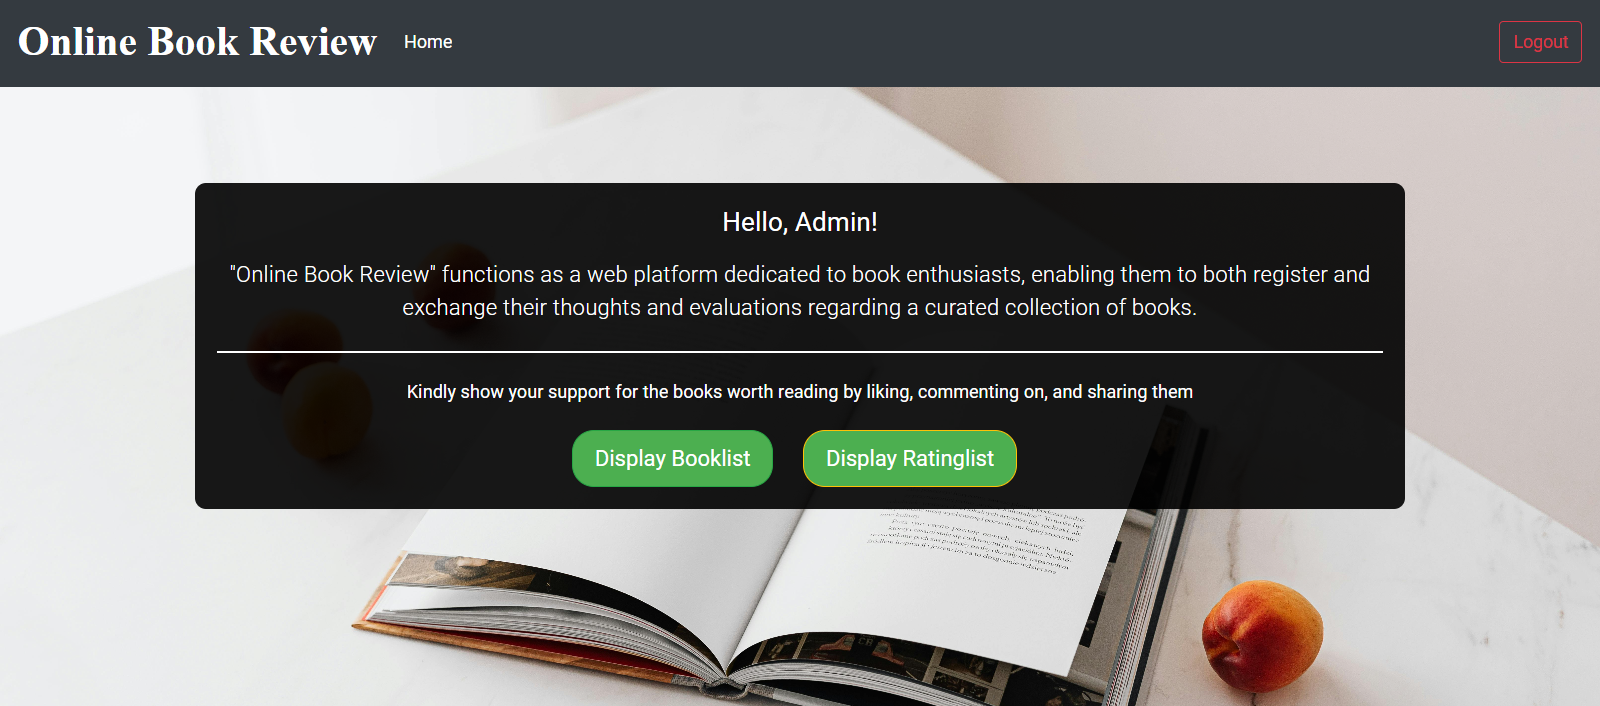 Online Book Review
Home
Logout
Hello, Admin!
"Online Book Review" functions as a web platform dedicated to book enthusiasts, enabling them to both register and
exchange their thoughts and evaluations regarding a curated collection of books.
Kindly show your support for the books worth reading by liking, commenting on, and sharing them
Display Booklist
Display Ratinglist